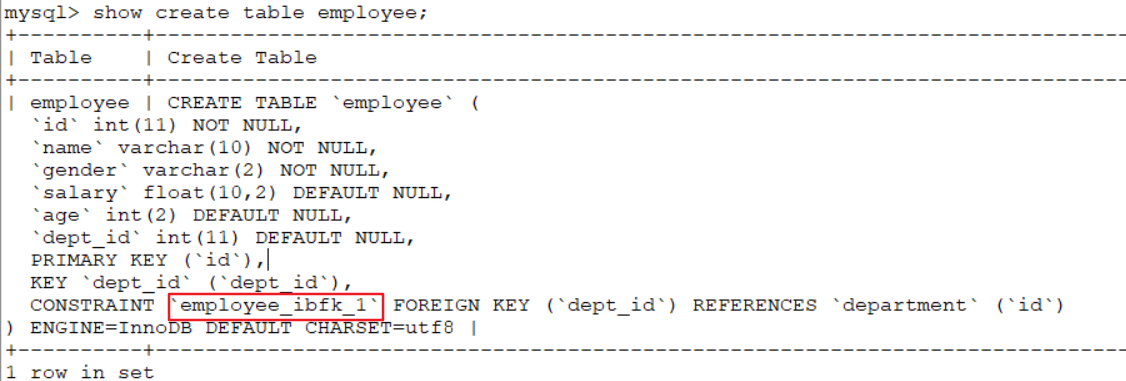 mysql> show create table employee;
+----------+------------------------------------------------------------------------------
| Table    | Create Table
+----------+------------------------------------------------------------------------------
| employee | CREATE TABLE `employee` (
  `id` int(11) NOT NULL,
  `name` varchar(10) NOT NULL,
  `gender` varchar(2) NOT NULL,
  `salary` float(10,2) DEFAULT NULL,
  `age` int(2) DEFAULT NULL,
  `dept_id` int(11) DEFAULT NULL,
  PRIMARY KEY (`id`),
  KEY `dept_id` (`dept_id`),
  CONSTRAINT `employee_ibfk_1` FOREIGN KEY (`dept_id`) REFERENCES `department` (`id`)
) ENGINE=InnoDB DEFAULT CHARSET=utf8 |
+----------+------------------------------------------------------------------------------
1 row in set